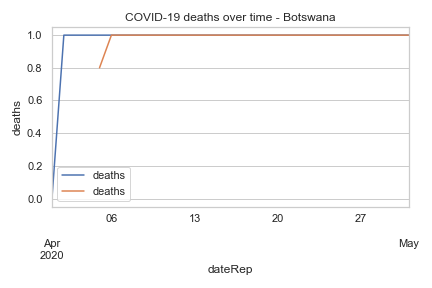 COVID-19 deaths over time - Botswana
deaths
1.0
0.8
0.6
0.4
0.2
0.0
deaths
deaths
06 13 20 27
Apr May
2020
dateRep